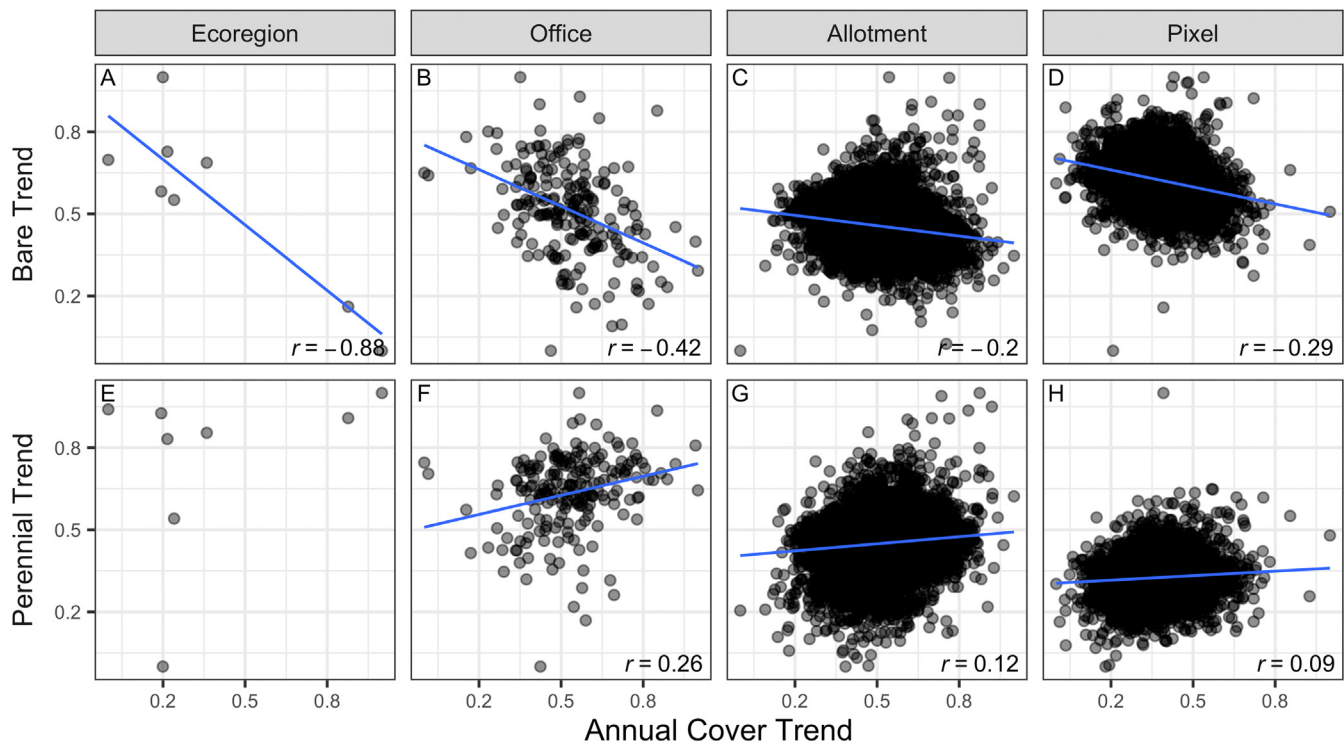 Ecoregion Office Allotment Pixel
Bare Trend
A B C D
0.8
0.5
0.2
r = −0.88 r = −0.42 r = −0.2 r = −0.29
Perennial Trend
E F G H
0.8
0.5
0.2
r = 0.26 r = 0.12 r = 0.09
0.2 0.5 0.8 0.2 0.5 0.8 0.2 0.5 0.8 0.2 0.5 0.8
Annual Cover Trend